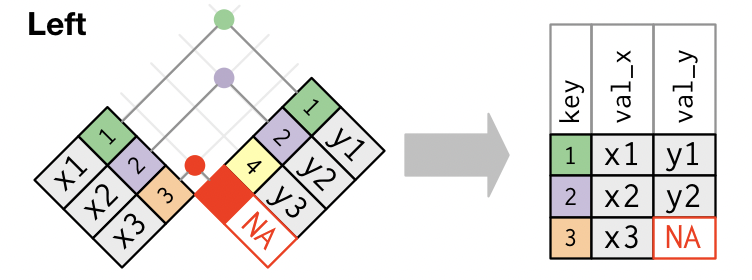 Left
1 x1
2 x2
3 x3
1 y1
2 y2
4 y3
NA
key val_x val_y
1 x1 y1
2 x2 y2
3 x3 NA